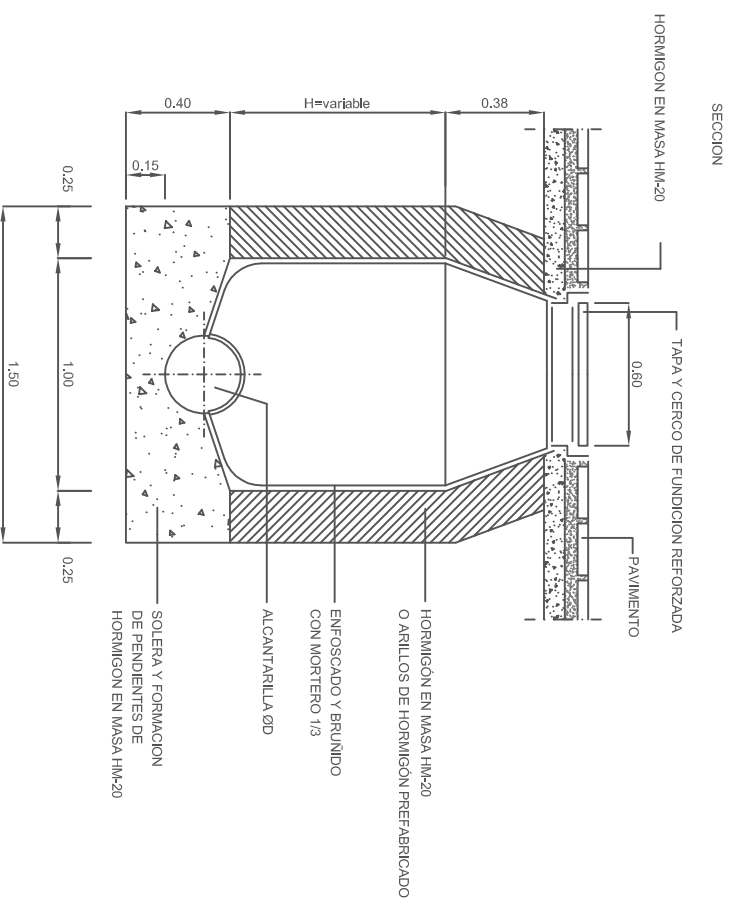 SECCION
HORMIGON EN MASA HM-20
TAPA Y CERCO DE FUNDICION REFORZADA
0.60
PAVIMENTO
0.38
H=variable
0.40
0.15
HORMIGÓN EN MASA HM-20
O ARILLOS DE HORMIGÓN PREFABRICADO
ENFOSCADO Y BRUÑIDO
CON MORTERO 1/3
ALCANTARILLA ØD
SOLERA Y FORMACION
DE PENDIENTES DE
HORMIGON EN MASA HM-20
0.25
1.00
0.25
1.50